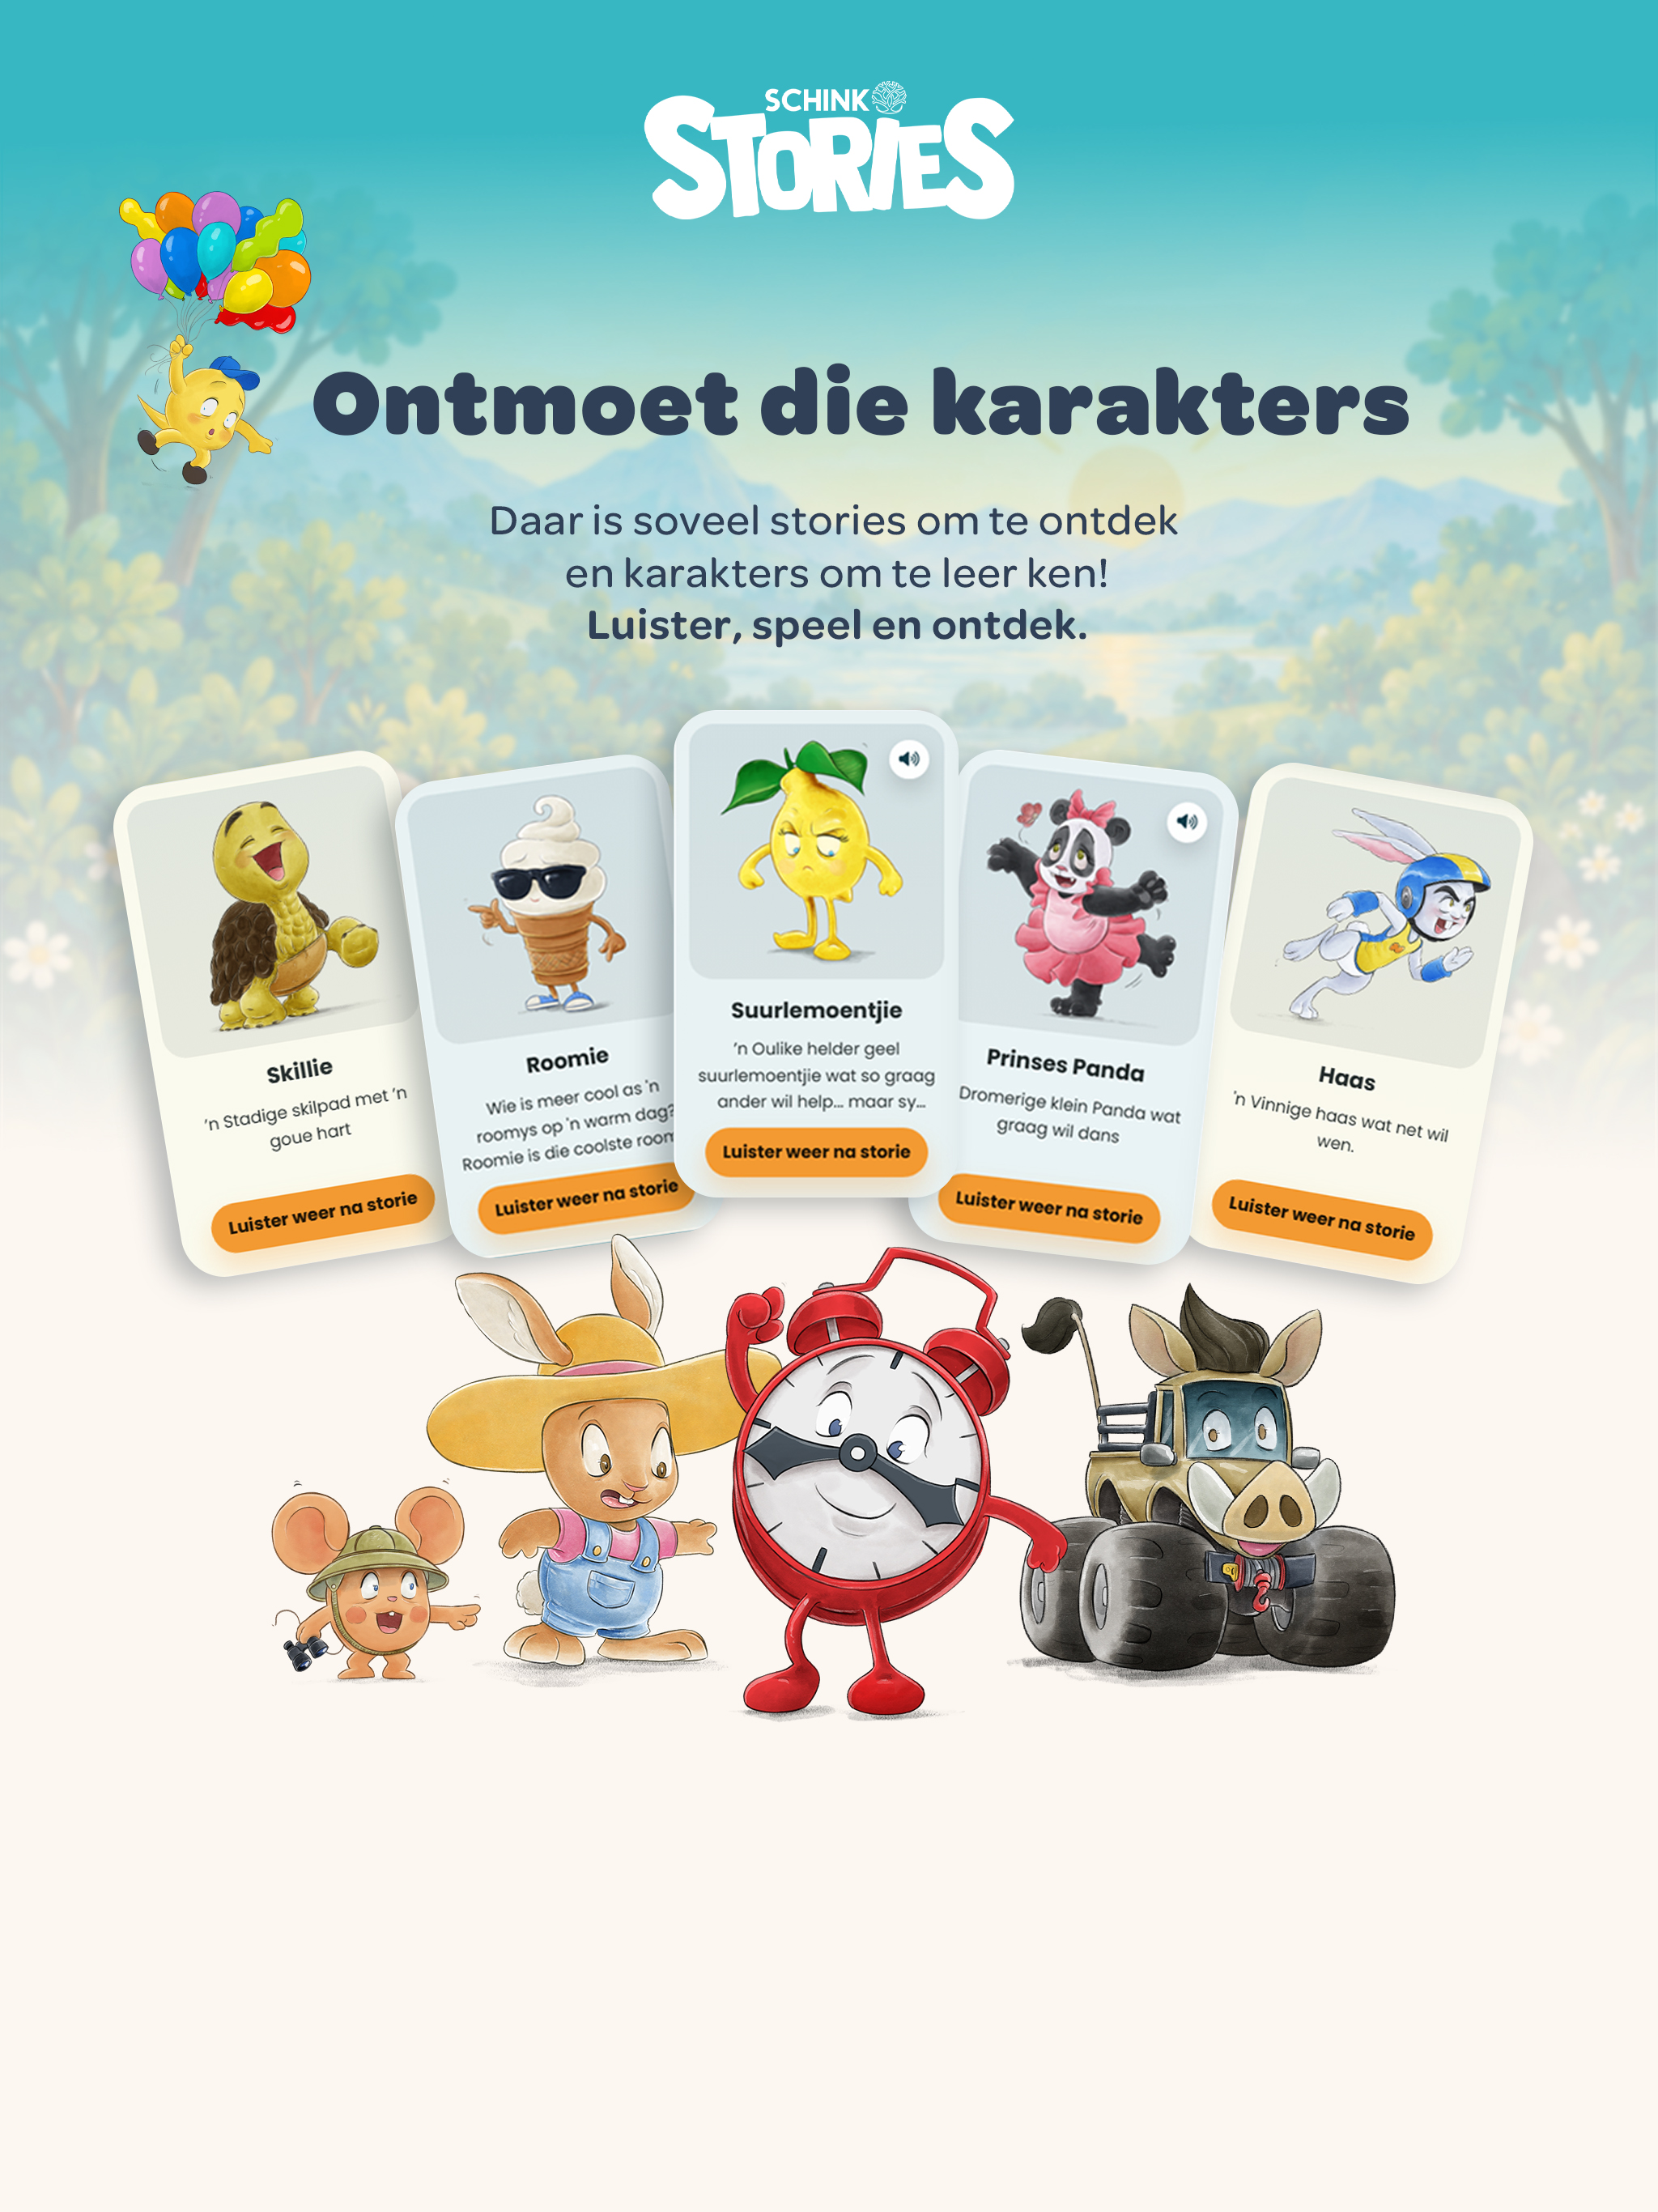 SCHINK
STORIES
Ontmoet die karakters
Daar is soveel stories om te ontdek
en karakters om te leer ken!
Luister, speel en ontdek.
Skillie
’n Stadige skilpad met ’n
goue hart
Luister weer na storie
Roomie
Wie is meer cool as 'n
roomys op 'n warm dag?
Roomie is die coolste
Luister weer na storie
Suurlemoentjie
’n Oulike helder geel
suurlemoentjie wat so graag
ander wil help... maar sy...
Luister weer na storie
Prinses Panda
Dromerige klein Panda wat
graag wil dans
Luister weer na storie
Haas
'n Vinnige haas wat net wil
wen.
Luister weer na storie